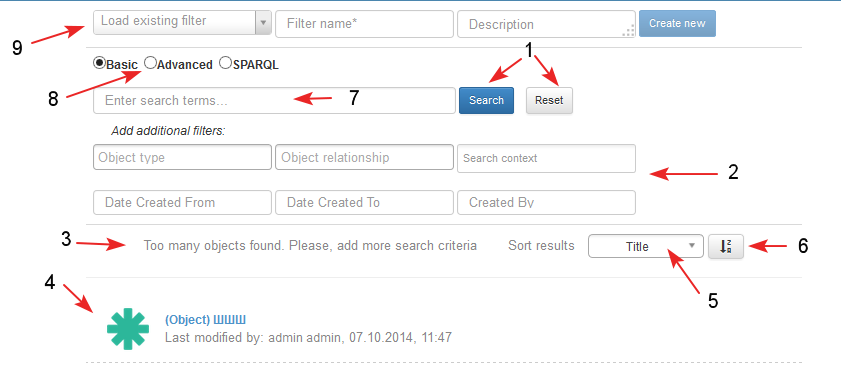 Load existing filter Filter name* Description Create new
9
Basic Advanced SPARQL
1
8
Enter search terms... 7 Search Reset
Add additional filters:
Object type Object relationship Search context
2
Date Created From Date Created To Created By
3 Too many objects found. Please, add more search criteria Sort results Title 6
5
4
(Object) ШШШ
Last modified by: admin admin, 07.10.2014, 11:47